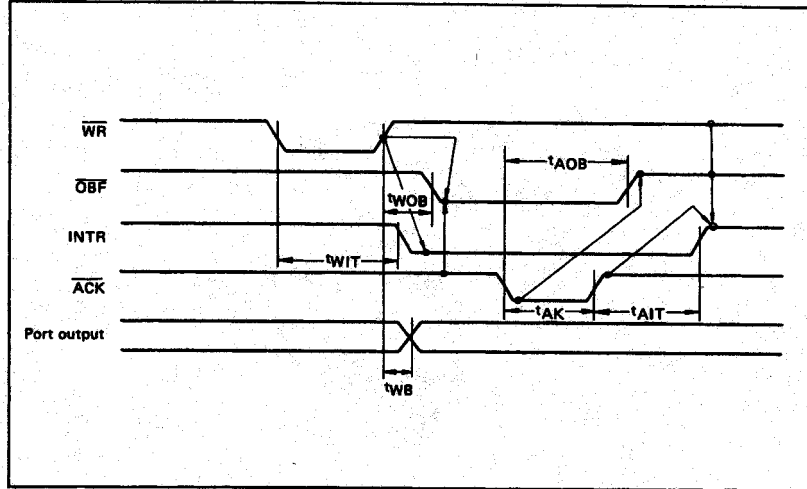 WR
tAOB
OBF
tWOB
INTR
tWIT
ACK
tAK
tAIT
Port output
tWB